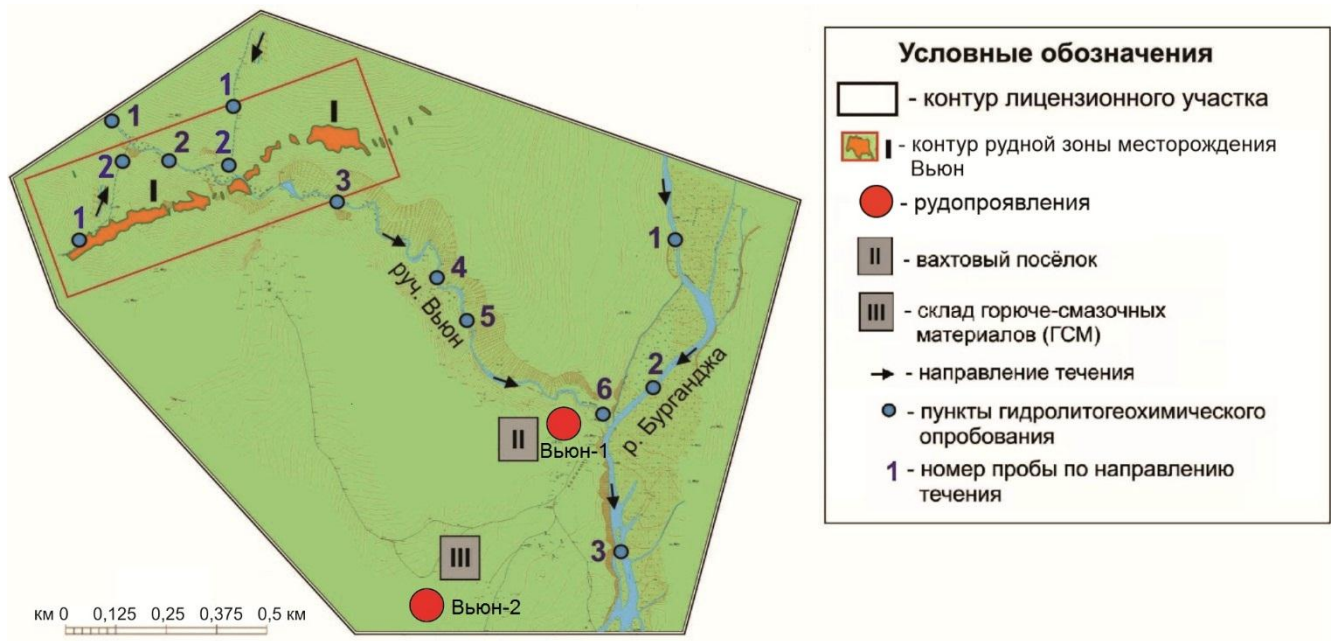 1
1
I
1
2
2
2
I
3
1
1
4
руч. Вьюн
5
2
6
р. Бурганджа
II
Вьюн-1
3
III
Вьюн-2
км 0 0,125 0,25 0,375 0,5 км
Условные обозначения
- контур лицензионного участка
I - контур рудной зоны месторождения
Вьюн
- рудопроявления
II - вахтовый посёлок
III - склад горюче-смазочных
материалов (ГСМ)
- направление течения
- пункты гидролитогеохимического
опробования
1 - номер пробы по направлению
течения